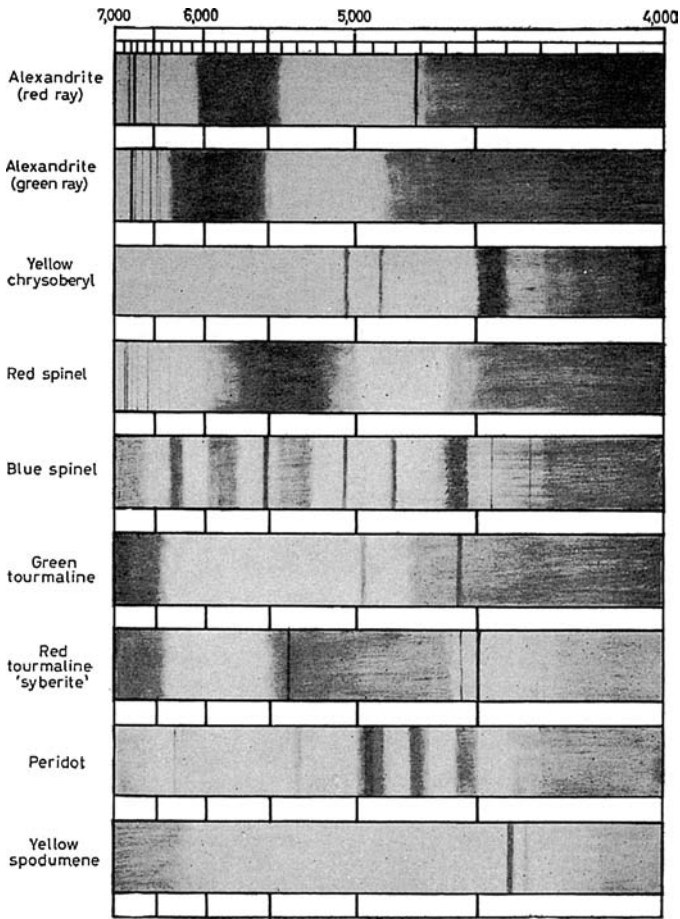 7,000 6,000 5,000 4,000
Alexandrite
(red ray)
Alexandrite
(green ray)
Yellow
chrysoberyl
Red spinel
Blue spinel
Green
tourmaline
Red
tourmaline
'syberite'
Peridot
Yellow
spodumene